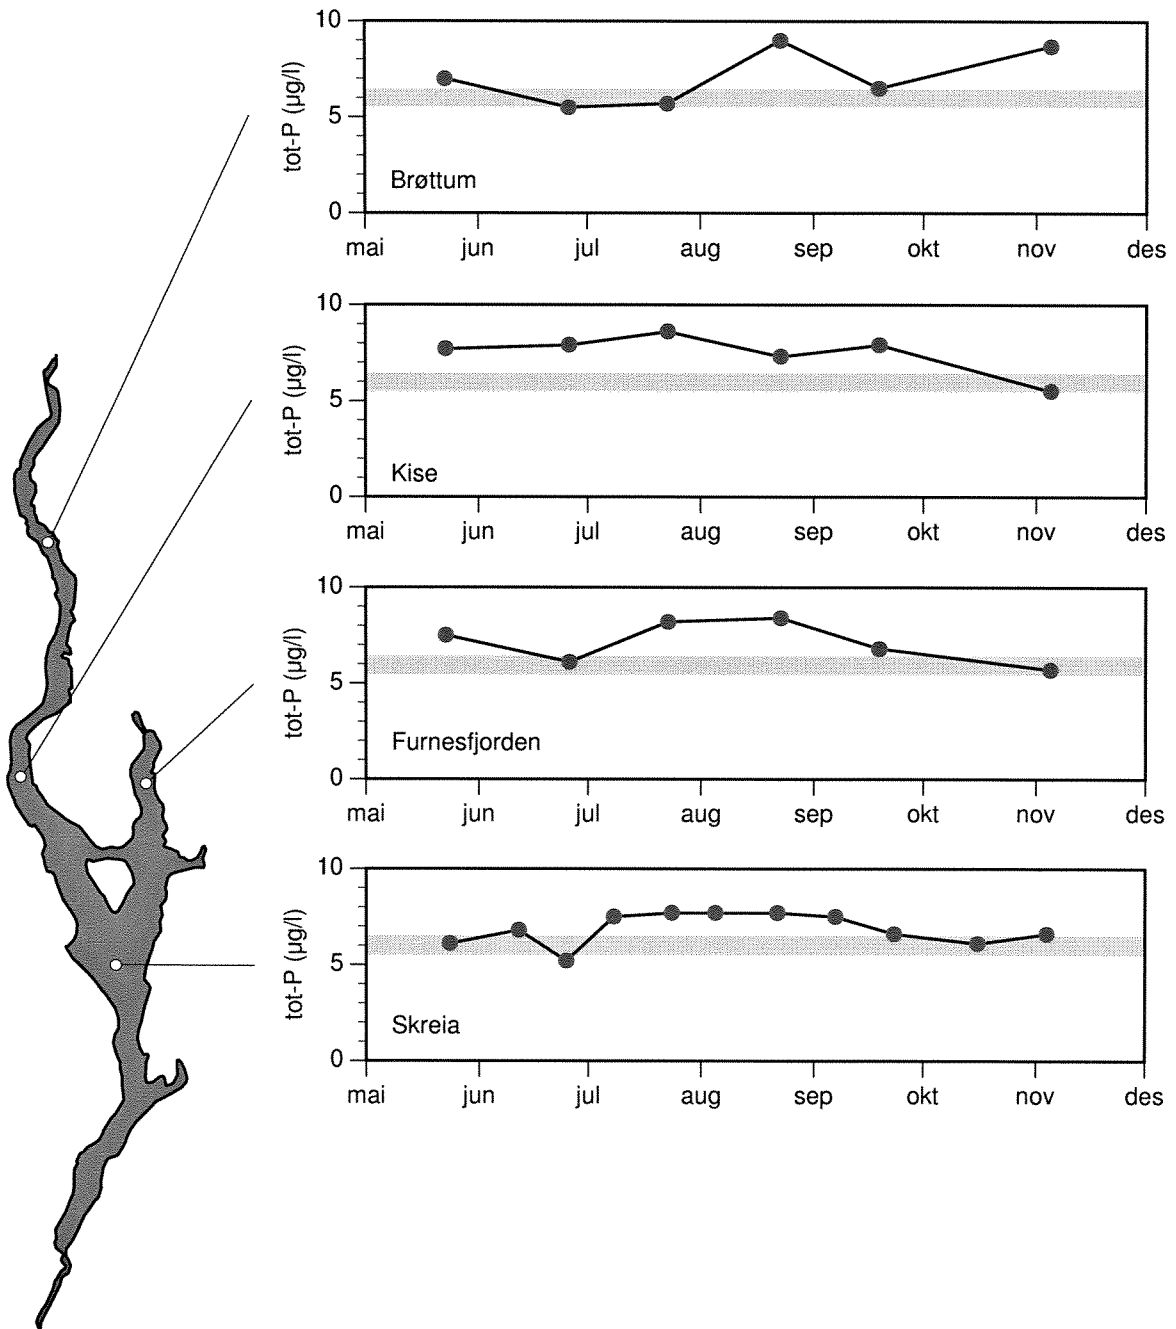 10
tot-P (µg/l)
5
Brøttum
0
mai jun jul aug sep okt nov des
10
tot-P (µg/l)
5
Kise
0
mai jun jul aug sep okt nov des
10
tot-P (µg/l)
5
Furnesfjorden
0
mai jun jul aug sep okt nov des
10
tot-P (µg/l)
5
Skreia
0
mai jun jul aug sep okt nov des